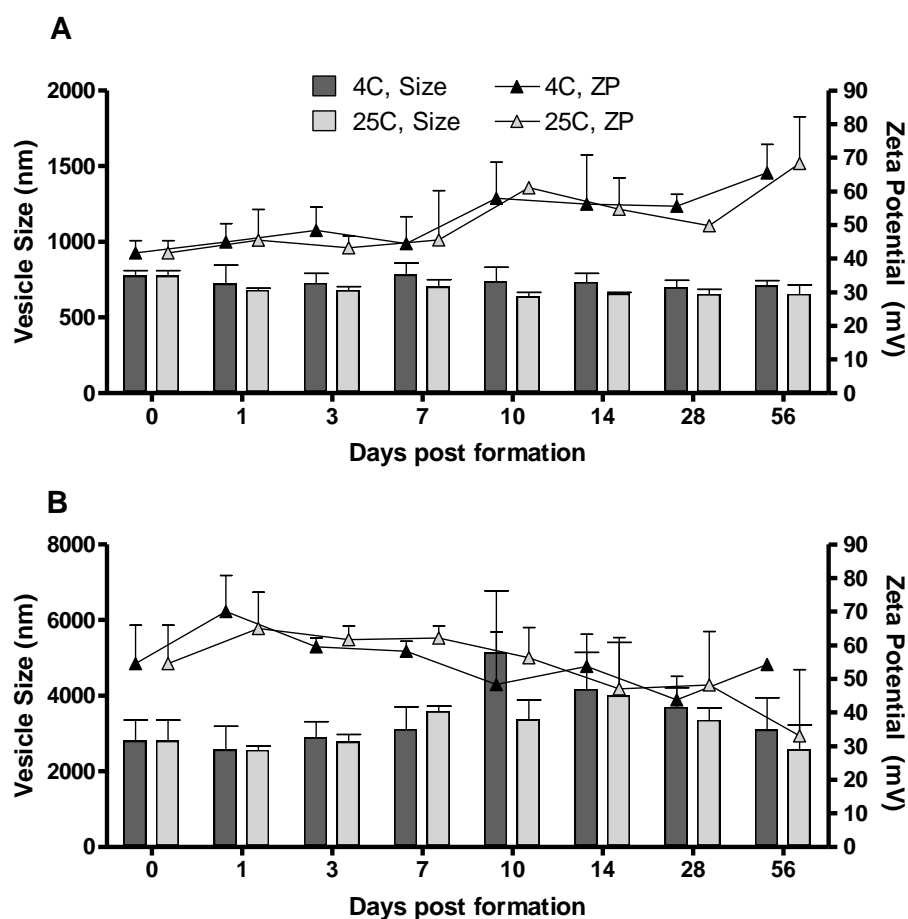 A
4C, Size 4C, ZP
25C, Size 25C, ZP
2000
1500
1000
500
0
Vesicle Size (nm)
90
80
70
60
50
40
30
20
10
0
Zeta Potential (mV)
0 1 3 7 10 14 28 56
Days post formation
B
8000
6000
4000
2000
0
Vesicle Size (nm)
90
80
70
60
50
40
30
20
10
0
Zeta Potential (mV)
0 1 3 7 10 14 28 56
Days post formation